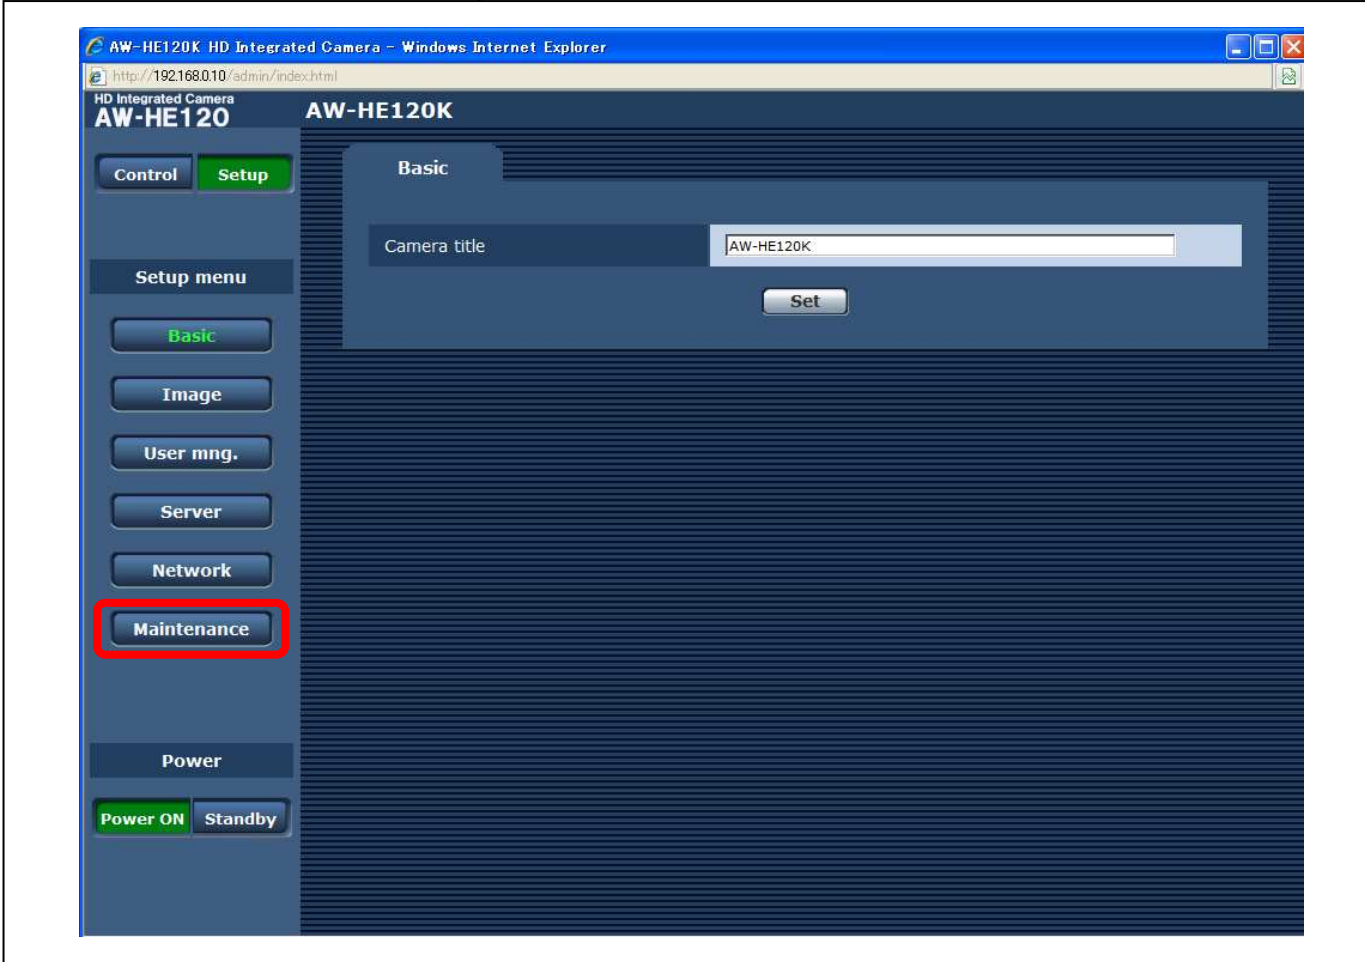 AW-HE120K HD Integrated Camera - Windows Internet Explorer
http://192.168.0.10/admin/index.html
HD Integrated Camera
AW-HE120
AW-HE120K
Control Setup
Basic
Camera title AW-HE120K
Set
Setup menu
Basic
Image
User mng.
Server
Network
Maintenance
Power
Power ON Standby